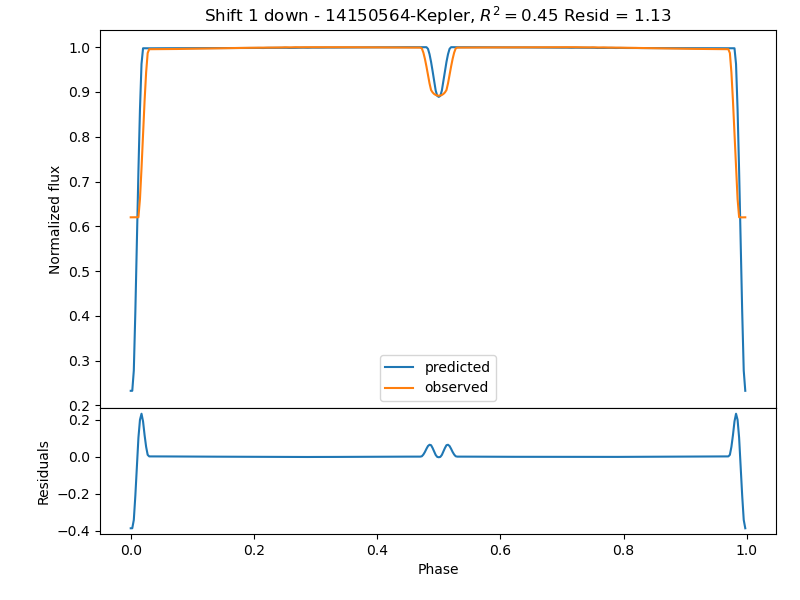 Shift 1 down - 14150564-Kepler, $R^2 = 0.45$ Resid = 1.13
Normalized flux
1.0
0.9
0.8
0.7
0.6
0.5
0.4
0.3
0.2
predicted
observed
Residuals
0.2
0.0
−0.2
−0.4
0.0 0.2 0.4 0.6 0.8 1.0
Phase